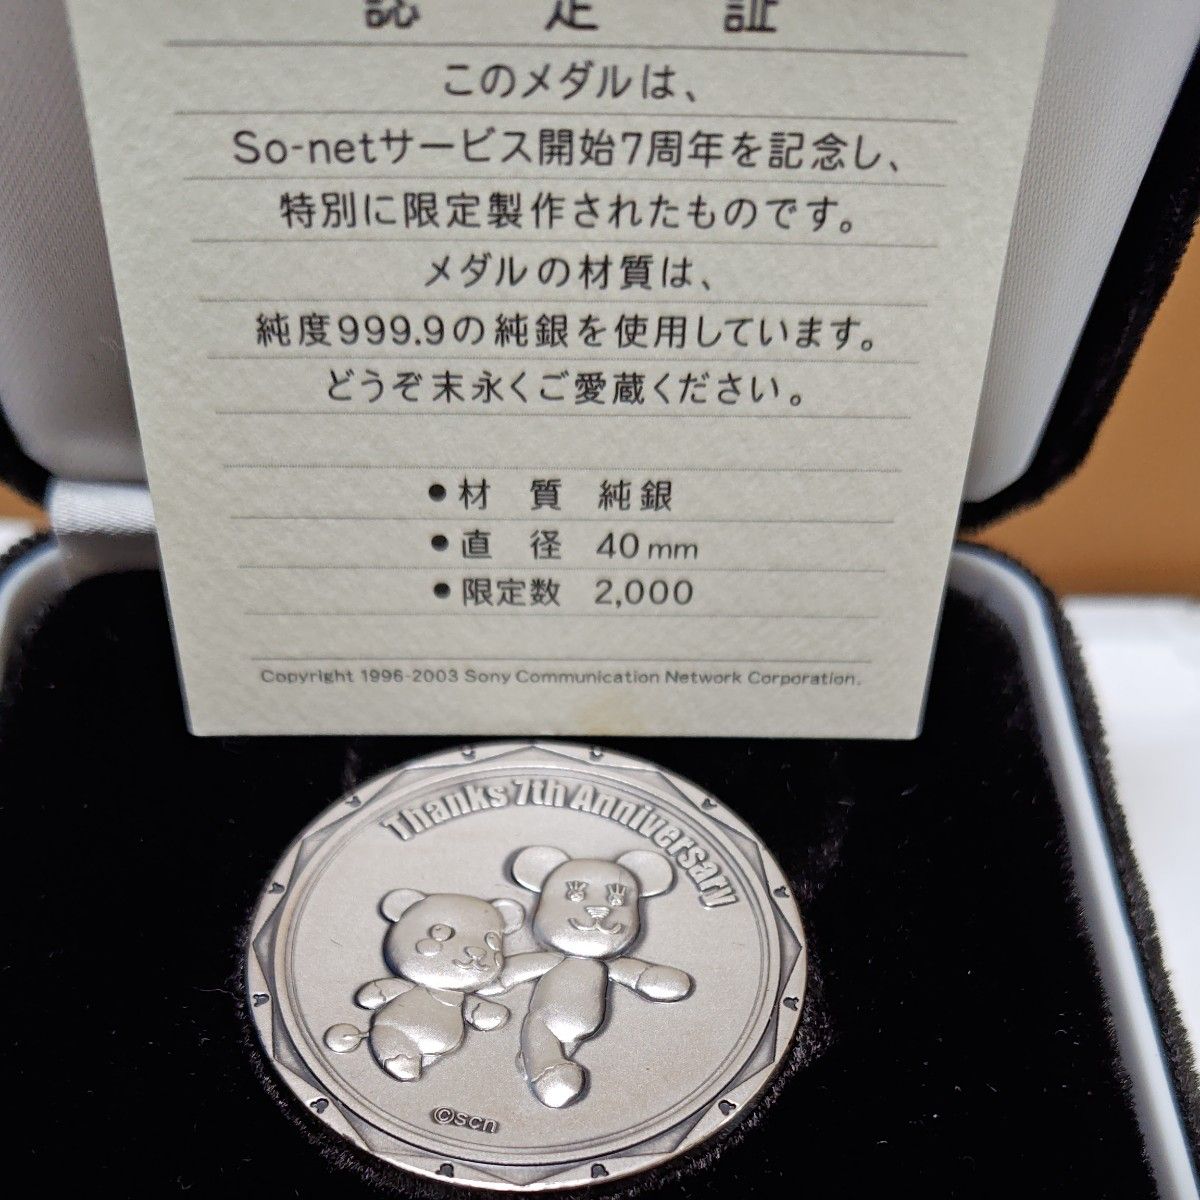 認定証
このメダルは、
So-netサービス開始7周年を記念し、
特別に限定製作されたものです。
メダルの材質は、
純度999.9の純銀を使用しています。
どうぞ末永くご愛蔵ください。
●材 質 純銀
●直 径 40mm
●限定数 2,000
Copyright 1996-2003 Sony Communication Network Corporation.
Thanks 7th Anniversary
©scn